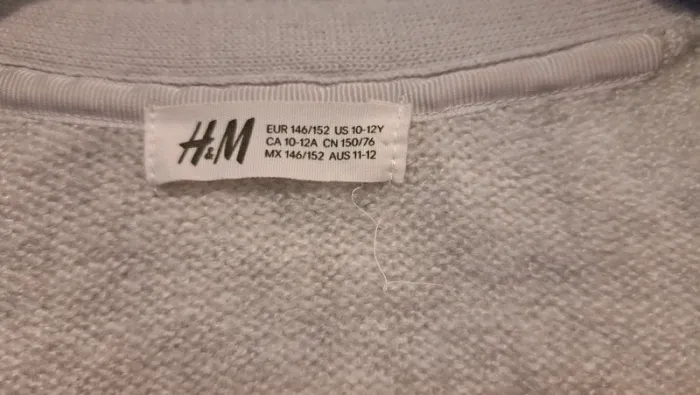 H&M
EUR 146/152 US 10-12Y
CA 10-12A CN 150/76
MX 146/152 AUS 11-12